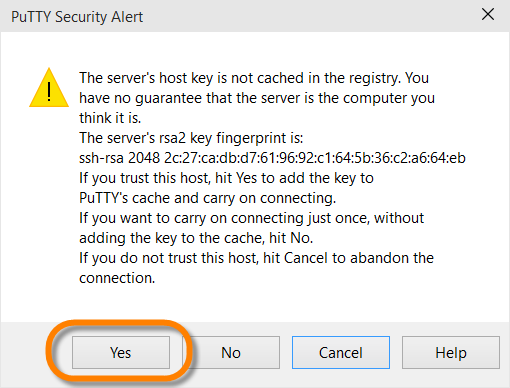 PuTTY Security Alert
The server's host key is not cached in the registry. You
have no guarantee that the server is the computer you
think it is.
The server's rsa2 key fingerprint is:
ssh-rsa 2048 2c:27:ca:db:d7:61:96:92:c1:64:5b:36:c2:a6:64:eb
If you trust this host, hit Yes to add the key to
PuTTY's cache and carry on connecting.
If you want to carry on connecting just once, without
adding the key to the cache, hit No.
If you do not trust this host, hit Cancel to abandon the
connection.
Yes No Cancel Help